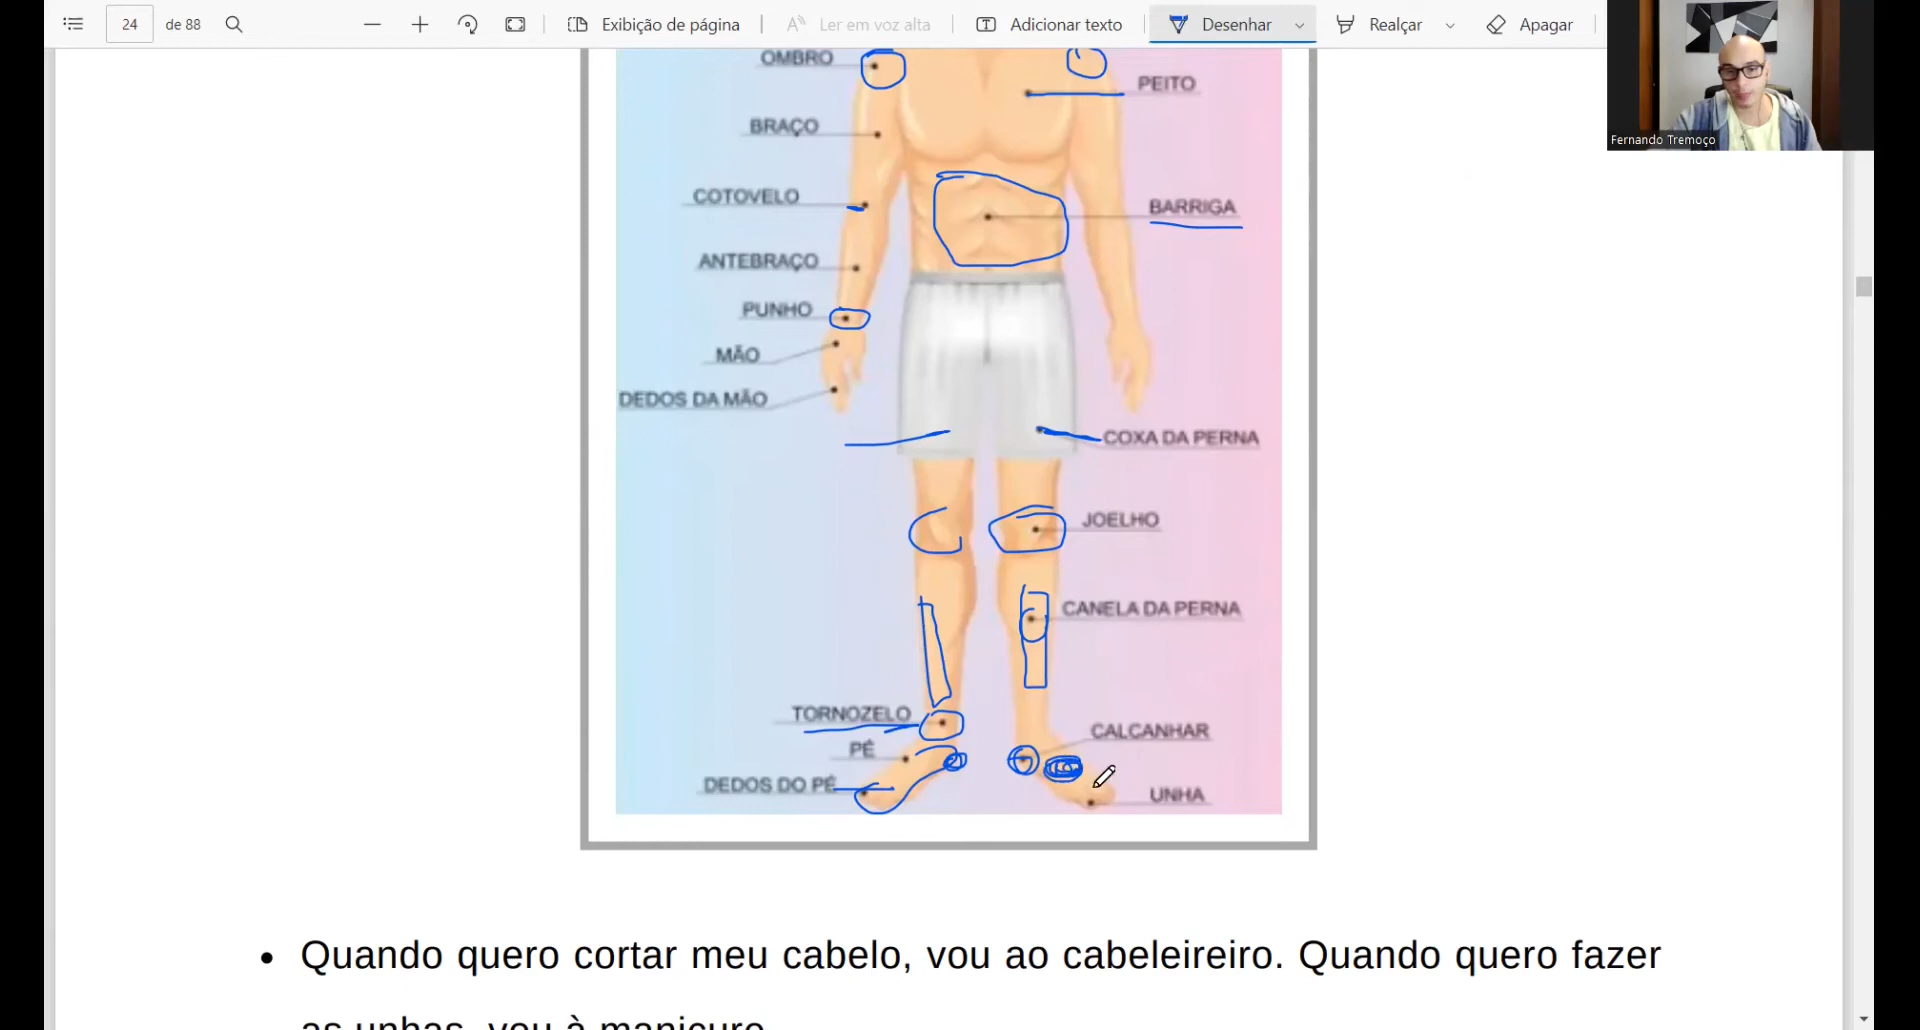 24 de 88 Exibição de página Ler em voz alta Adicionar texto Desenhar Realçar Apagar
Fernando Tremoço
OMBRO
PEITO
BRAÇO
COTOVELO
BARRIGA
ANTEBRAÇO
PUNHO
MÃO
DEDOS DA MÃO
COXA DA PERNA
JOELHO
CANELA DA PERNA
TORNOZELO
CALCANHAR
PÉ
DEDOS DO PÉ
UNHA
• Quando quero cortar meu cabelo, vou ao cabeleireiro. Quando quero fazer
as unhas, vou à manicure.